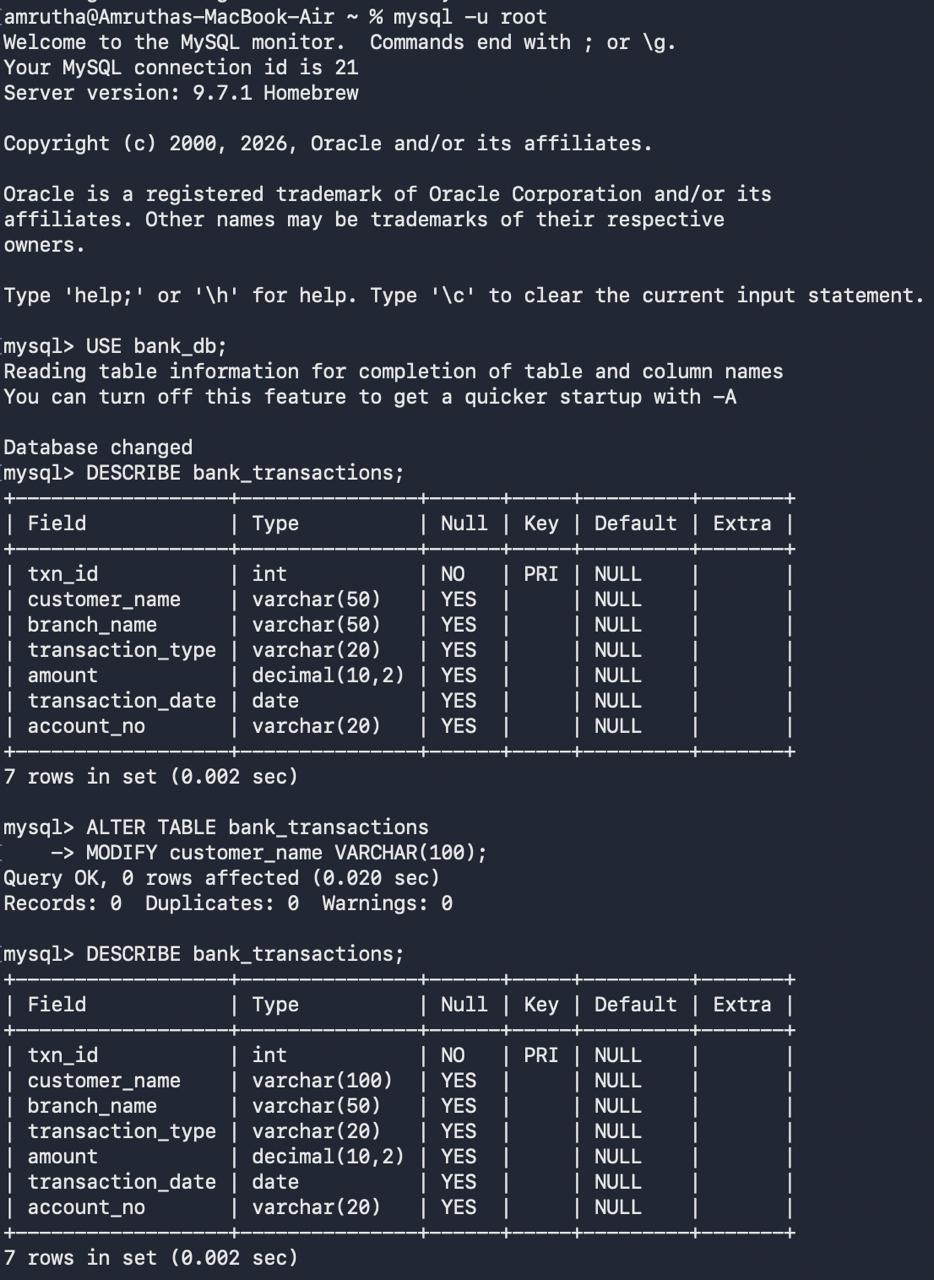 amrutha@Amruthas-MacBook-Air ~ % mysql -u root
Welcome to the MySQL monitor.  Commands end with ; or \g.
Your MySQL connection id is 21
Server version: 9.7.1 Homebrew

Copyright (c) 2000, 2026, Oracle and/or its affiliates.

Oracle is a registered trademark of Oracle Corporation and/or its
affiliates. Other names may be trademarks of their respective
owners.

Type 'help;' or '\h' for help. Type '\c' to clear the current input statement.

mysql> USE bank_db;
Reading table information for completion of table and column names
You can turn off this feature to get a quicker startup with -A

Database changed
mysql> DESCRIBE bank_transactions;
+------------------+---------------+------+-----+---------+-------+
| Field            | Type          | Null | Key | Default | Extra |
+------------------+---------------+------+-----+---------+-------+
| txn_id           | int           | NO   | PRI | NULL    |       |
| customer_name    | varchar(50)   | YES  |     | NULL    |       |
| branch_name      | varchar(50)   | YES  |     | NULL    |       |
| transaction_type | varchar(20)   | YES  |     | NULL    |       |
| amount           | decimal(10,2) | YES  |     | NULL    |       |
| transaction_date | date          | YES  |     | NULL    |       |
| account_no       | varchar(20)   | YES  |     | NULL    |       |
+------------------+---------------+------+-----+---------+-------+
7 rows in set (0.002 sec)

mysql> ALTER TABLE bank_transactions
    -> MODIFY customer_name VARCHAR(100);
Query OK, 0 rows affected (0.020 sec)
Records: 0  Duplicates: 0  Warnings: 0

mysql> DESCRIBE bank_transactions;
+------------------+---------------+------+-----+---------+-------+
| Field            | Type          | Null | Key | Default | Extra |
+------------------+---------------+------+-----+---------+-------+
| txn_id           | int           | NO   | PRI | NULL    |       |
| customer_name    | varchar(100)  | YES  |     | NULL    |       |
| branch_name      | varchar(50)   | YES  |     | NULL    |       |
| transaction_type | varchar(20)   | YES  |     | NULL    |       |
| amount           | decimal(10,2) | YES  |     | NULL    |       |
| transaction_date | date          | YES  |     | NULL    |       |
| account_no       | varchar(20)   | YES  |     | NULL    |       |
+------------------+---------------+------+-----+---------+-------+
7 rows in set (0.002 sec)